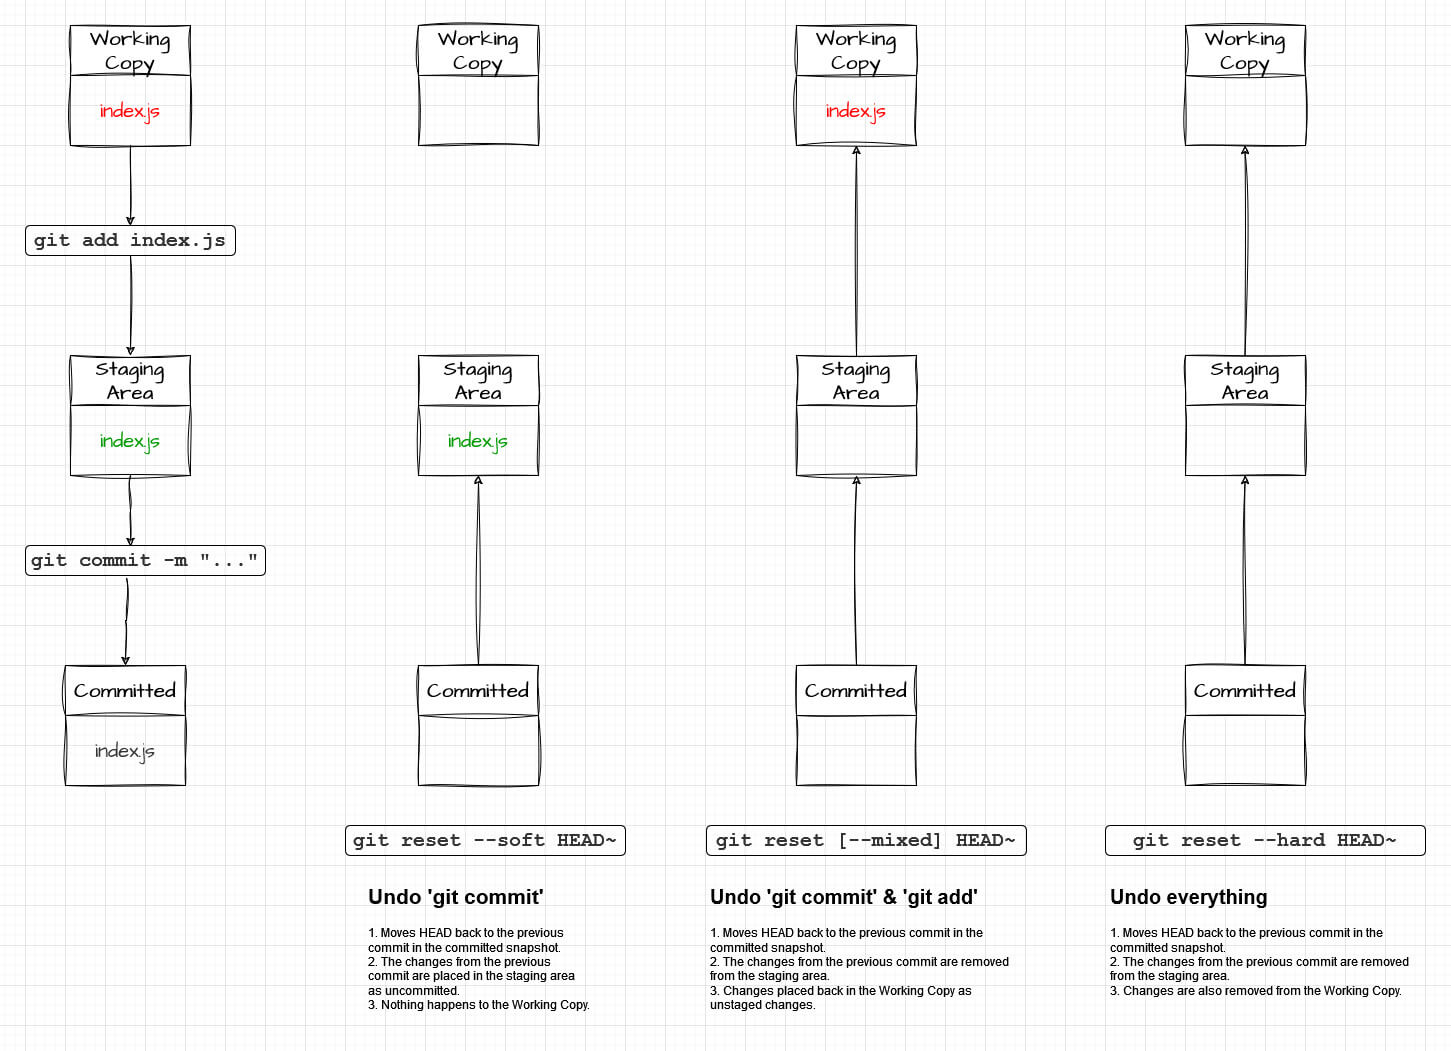 Working
Copy
index.js
git add index.js
Staging
Area
index.js
git commit -m "..."
Committed
index.js
Working
Copy
Staging
Area
index.js
Committed
git reset --soft HEAD~
Undo 'git commit'
1. Moves HEAD back to the previous
commit in the committed snapshot.
2. The changes from the previous
commit are placed in the staging area
as uncommitted.
3. Nothing happens to the Working Copy.
Working
Copy
index.js
Staging
Area
Committed
git reset [--mixed] HEAD~
Undo 'git commit' & 'git add'
1. Moves HEAD back to the previous commit in the
committed snapshot.
2. The changes from the previous commit are removed
from the staging area.
3. Changes placed back in the Working Copy as
unstaged changes.
Working
Copy
Staging
Area
Committed
git reset --hard HEAD~
Undo everything
1. Moves HEAD back to the previous commit in the
committed snapshot.
2. The changes from the previous commit are removed
from the staging area.
3. Changes are also removed from the Working Copy.